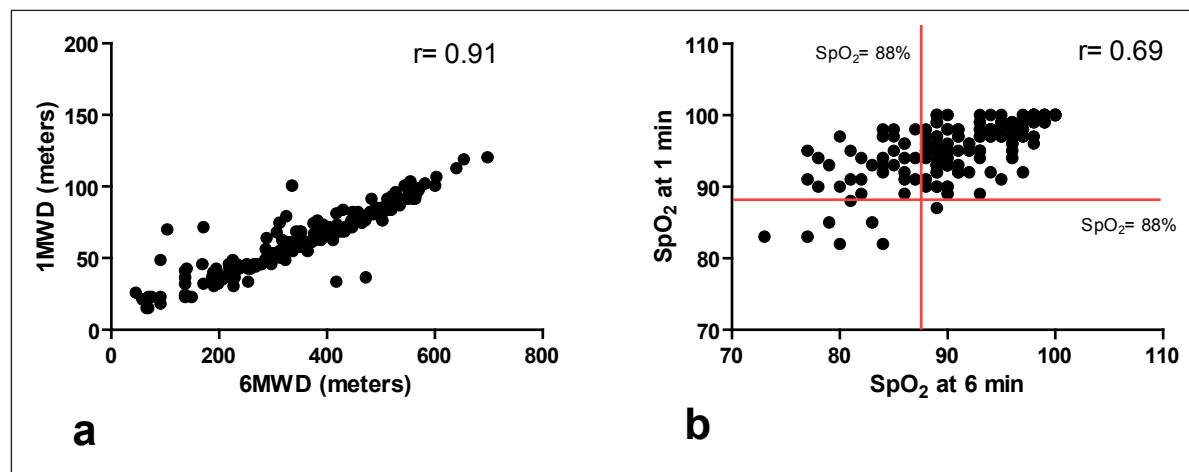 r= 0.91
200
150
100
50
0
1MWD (meters)
0 200 400 600 800
6MWD (meters)
a
SpO₂= 88%
r= 0.69
110
100
90
80
70
SpO₂ at 1 min
SpO₂= 88%
70 80 90 100 110
SpO₂ at 6 min
b